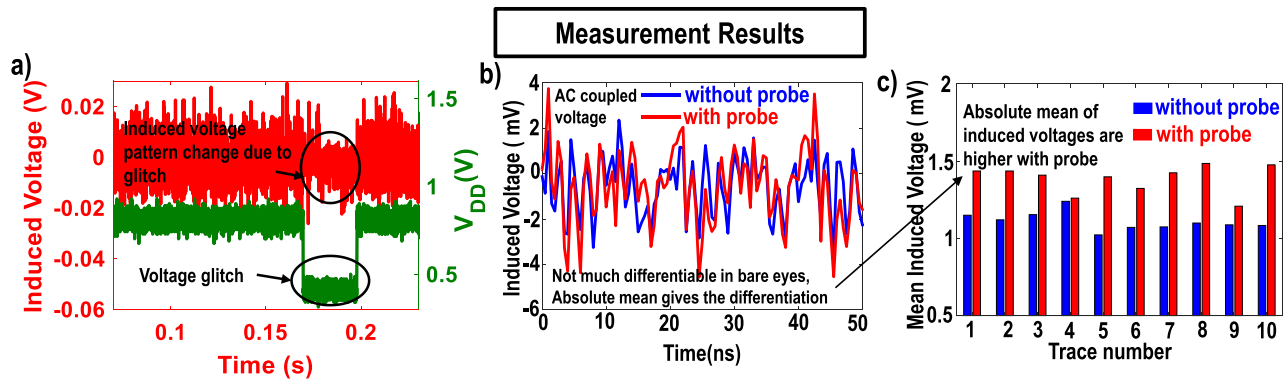 Measurement Results
a)
Induced Voltage (V)
0.02
0
-0.02
-0.04
-0.06
Induced voltage
pattern change due to
glitch
Voltage glitch
0.1
0.15
0.2
Time (s)
1.5
1
0.5
VDD(V)
b)
Induced Voltage ( mV)
4
2
0
-2
-4
-6
AC coupled
voltage
without probe
with probe
Not much differentiable in bare eyes,
Absolute mean gives the differentiation
0 10 20 30 40 50
Time(ns)
c)
Mean Induced Voltage ( mV)
2
1.5
1
0.5
Absolute mean of
induced voltages are
higher with probe
without probe
with probe
1 2 3 4 5 6 7 8 9 10
Trace number